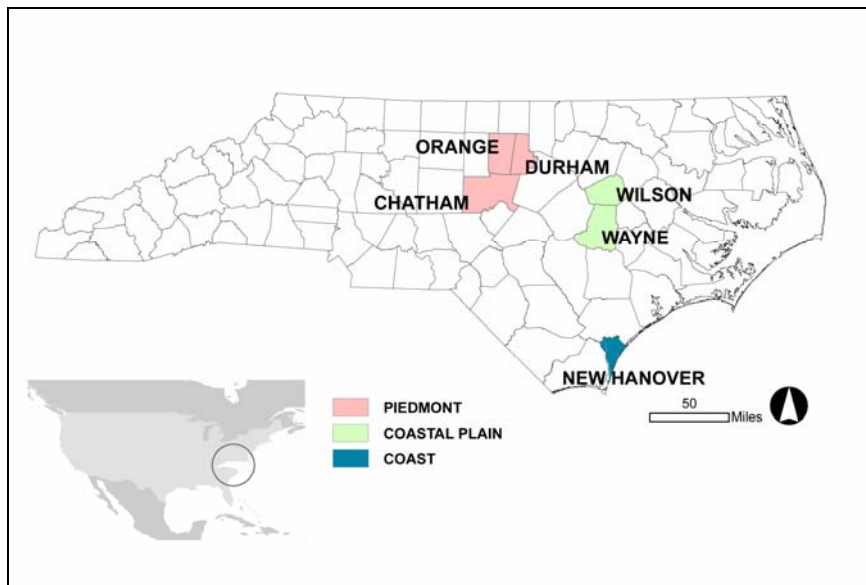 ORANGE
DURHAM
CHATHAM
WILSON
WAYNE
NEW HANOVER
PIEDMONT
COASTAL PLAIN
COAST
50
Miles